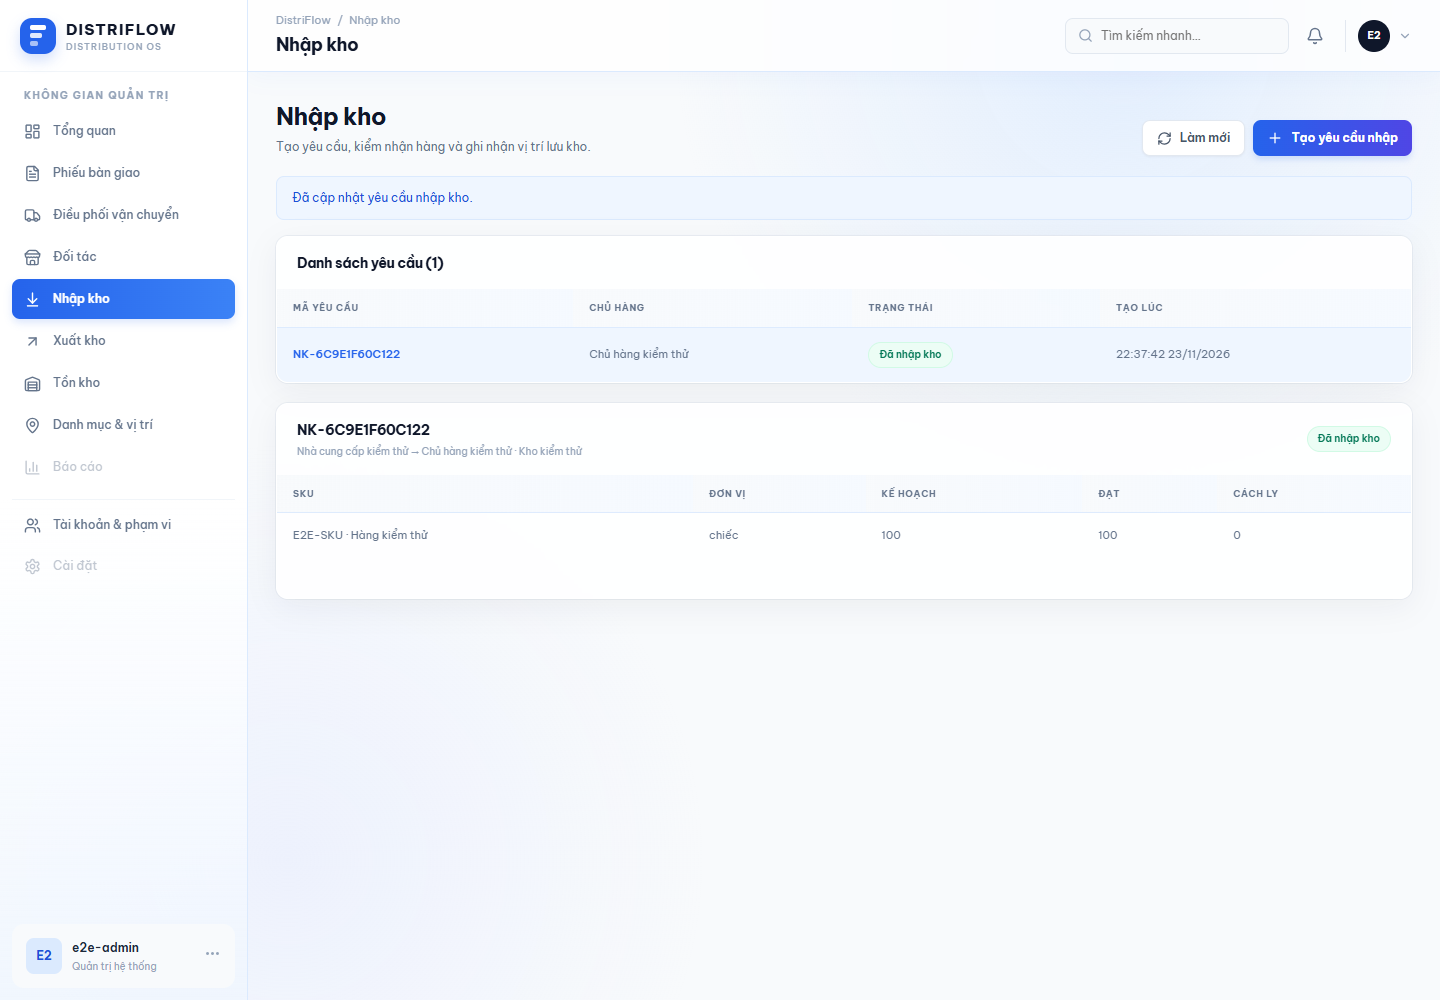 DISTRIFLOW
DISTRIBUTION OS
KHÔNG GIAN QUẢN TRỊ
Tổng quan
Phiếu bàn giao
Điều phối vận chuyển
Đối tác
Nhập kho
Xuất kho
Tồn kho
Danh mục & vị trí
Báo cáo
Tài khoản & phạm vi
Cài đặt
E2
e2e-admin
Quản trị hệ thống
DistriFlow / Nhập kho
Nhập kho
Tìm kiếm nhanh...
E2
Nhập kho
Tạo yêu cầu, kiểm nhận hàng và ghi nhận vị trí lưu kho.
Làm mới
Tạo yêu cầu nhập
Đã cập nhật yêu cầu nhập kho.
Danh sách yêu cầu (1)
MÃ YÊU CẦU CHỦ HÀNG TRẠNG THÁI TẠO LÚC
NK-6C9E1F60C122 Chủ hàng kiểm thử Đã nhập kho 22:37:42 23/11/2026
NK-6C9E1F60C122
Nhà cung cấp kiểm thử → Chủ hàng kiểm thử · Kho kiểm thử
Đã nhập kho
SKU ĐƠN VỊ KẾ HOẠCH ĐẠT CÁCH LY
E2E-SKU · Hàng kiểm thử chiếc 100 100 0